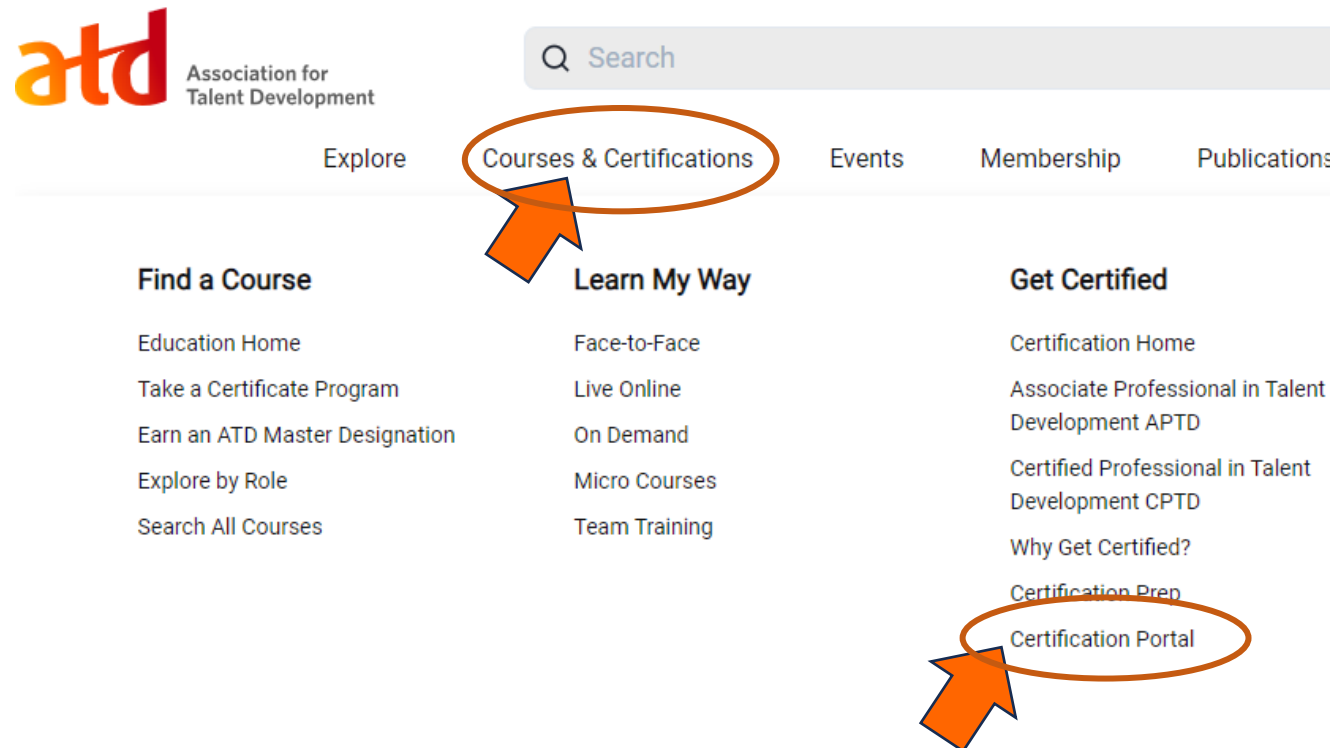 atd Association for
Talent Development
Search
Explore Courses & Certifications Events Membership Publications
Find a Course
Education Home
Take a Certificate Program
Earn an ATD Master Designation
Explore by Role
Search All Courses
Learn My Way
Face-to-Face
Live Online
On Demand
Micro Courses
Team Training
Get Certified
Certification Home
Associate Professional in Talent
Development APTD
Certified Professional in Talent
Development CPTD
Why Get Certified?
Certification Prep
Certification Portal